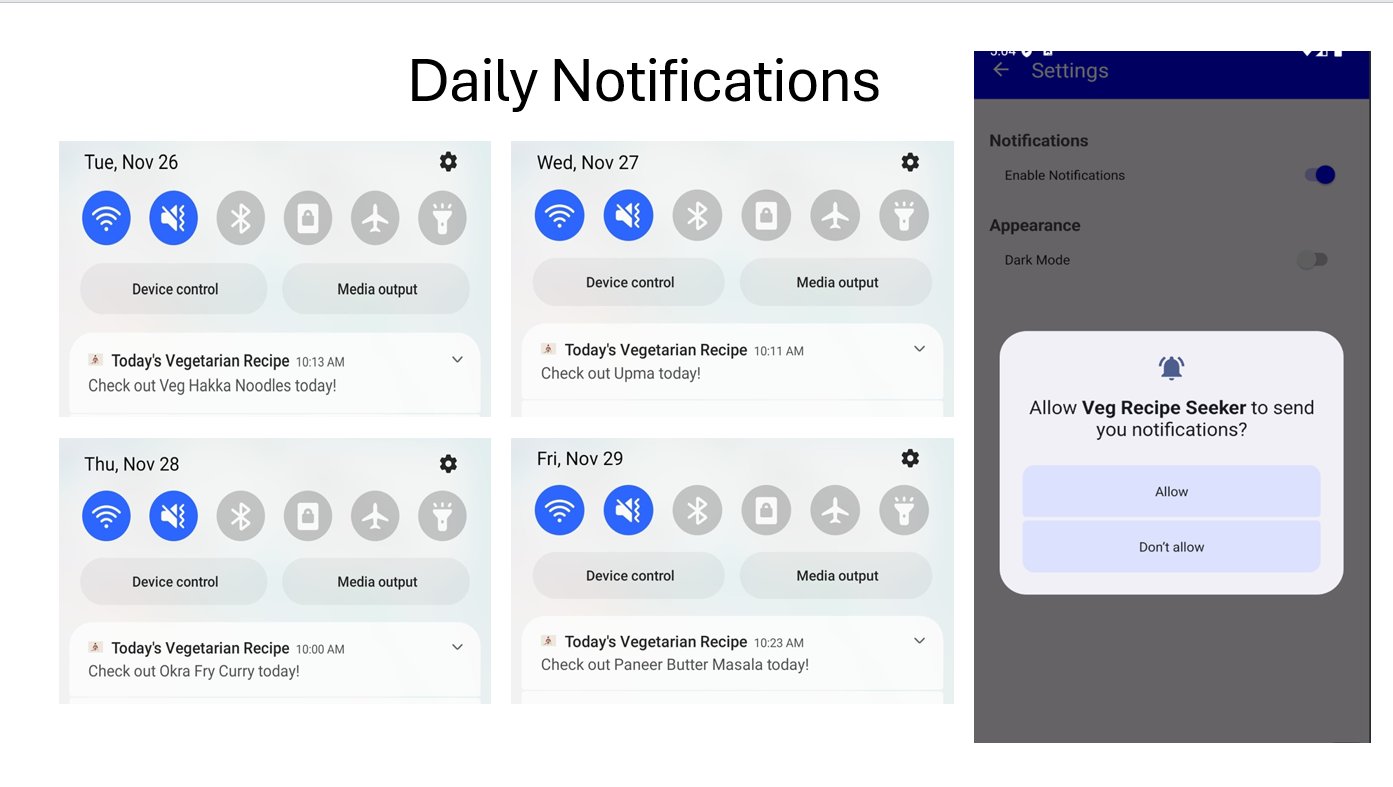 Daily Notifications
Tue, Nov 26
Device control
Media output
Today's Vegetarian Recipe 10:13 AM
Check out Veg Hakka Noodles today!
Wed, Nov 27
Device control
Media output
Today's Vegetarian Recipe 10:11 AM
Check out Upma today!
Thu, Nov 28
Device control
Media output
Today's Vegetarian Recipe 10:00 AM
Check out Okra Fry Curry today!
Fri, Nov 29
Device control
Media output
Today's Vegetarian Recipe 10:23 AM
Check out Paneer Butter Masala today!
Settings
Notifications
Enable Notifications
Appearance
Dark Mode
Allow Veg Recipe Seeker to send
you notifications?
Allow
Don't allow